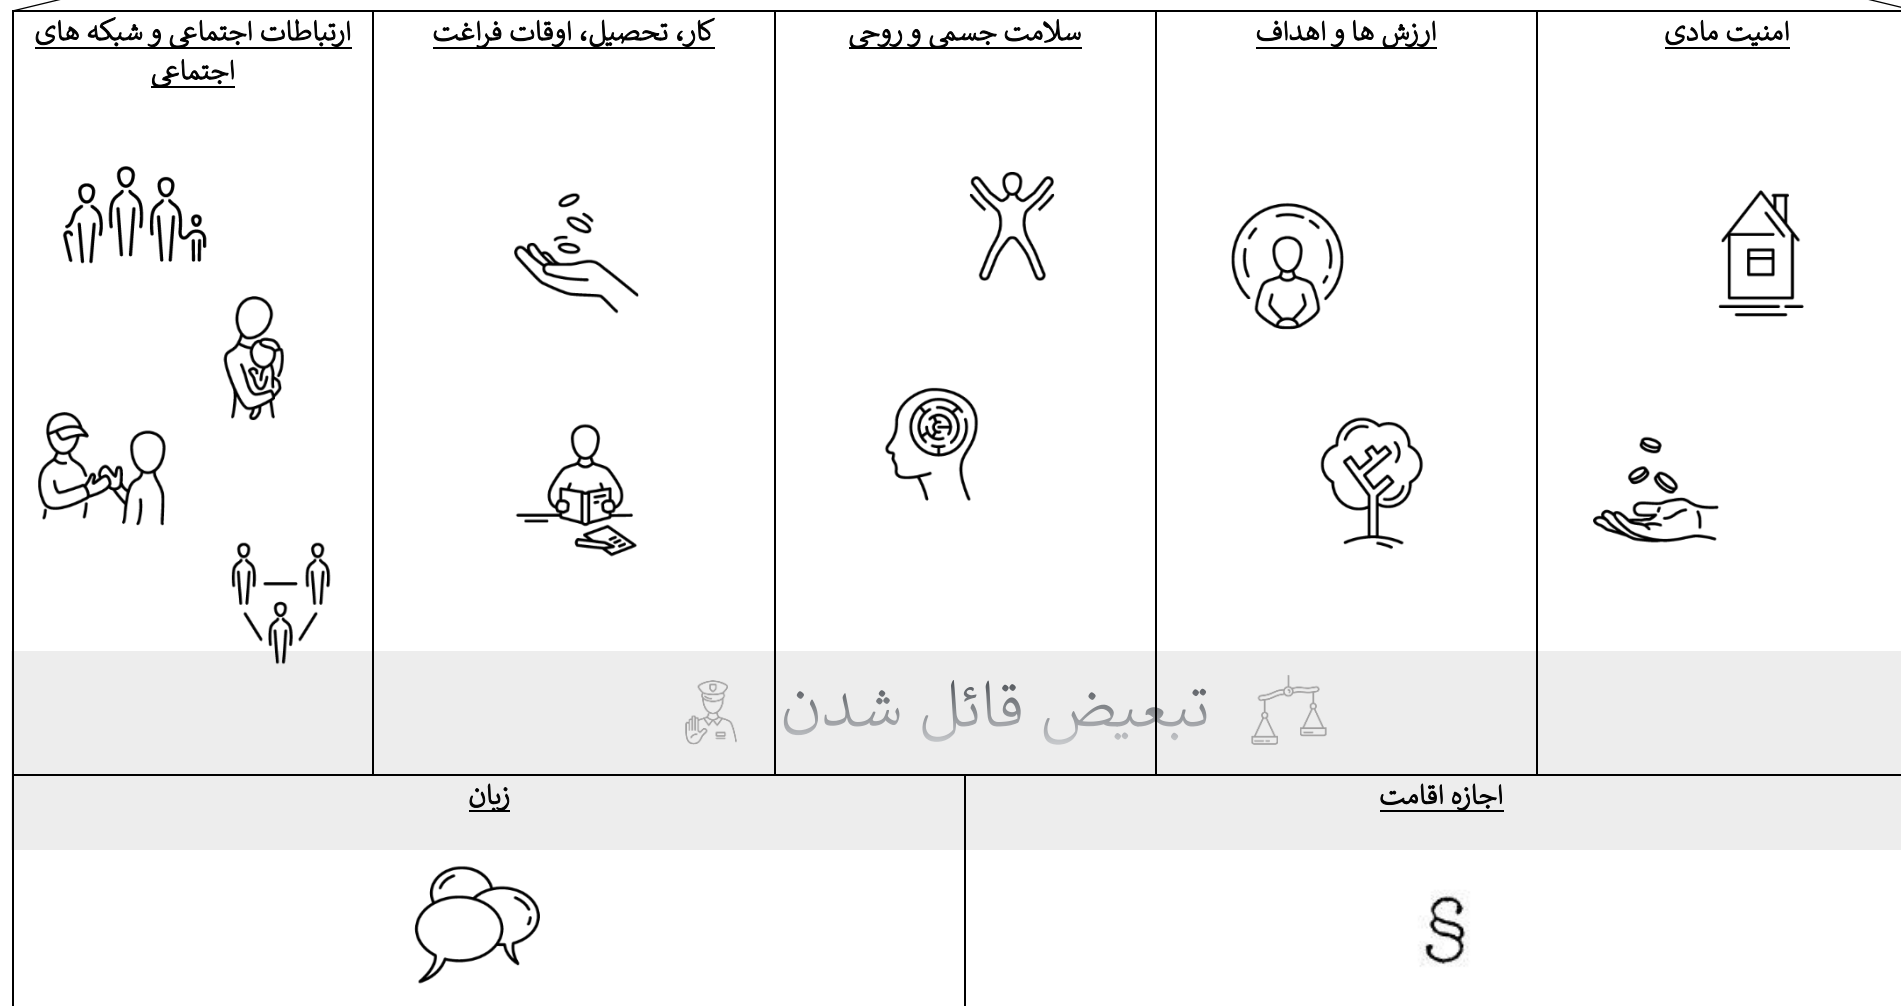 امنیت مادی
ارزش ها و اهداف
سلامت جسمی و روحی
کار، تحصیل، اوقات فراغت
ارتباطات اجتماعی و شبکه های
اجتماعی
تبعیض قائل شدن
اجازه اقامت
زبان
§